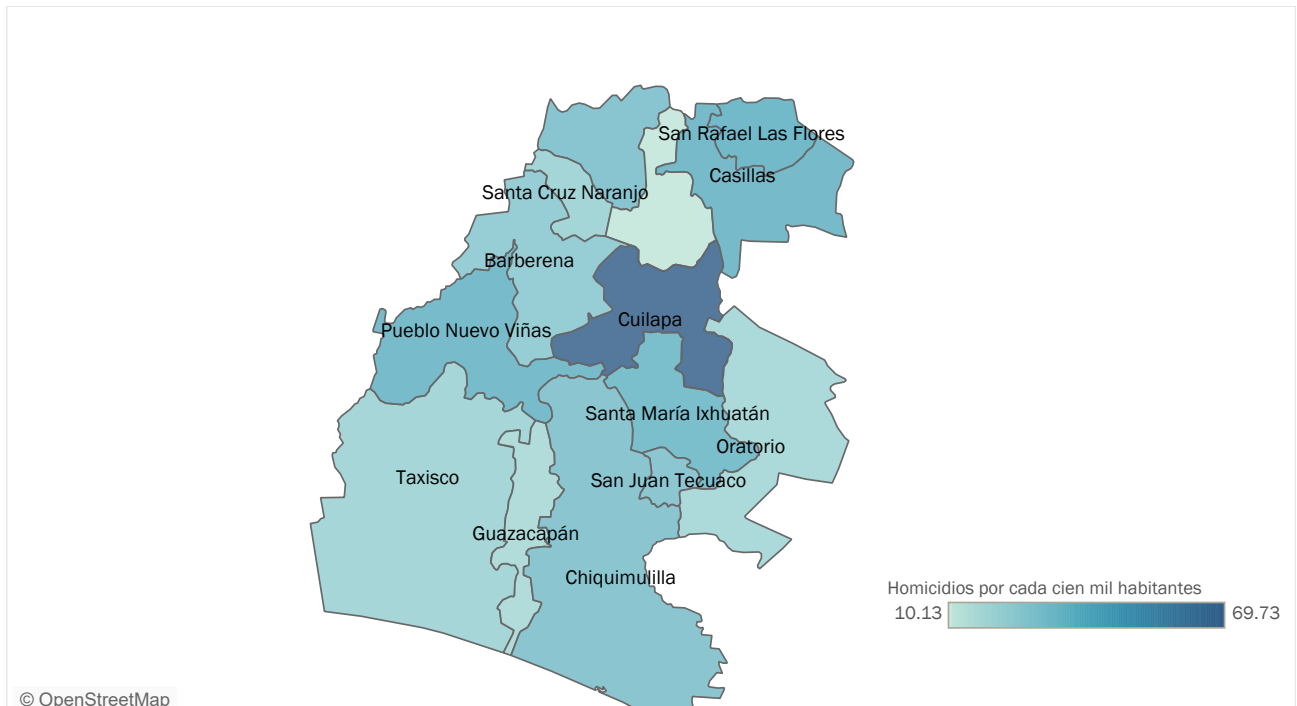 San Rafael Las Flores
Casillas
Santa Cruz Naranjo
Barberena
Cuilapa
Pueblo Nuevo Viñas
Santa María Ixhuatán
Oratorio
Taxisco
San Juan Tecuaco
Guazacapán
Chiquimulilla
Homicidios por cada cien mil habitantes
10.13
69.73
© OpenStreetMap